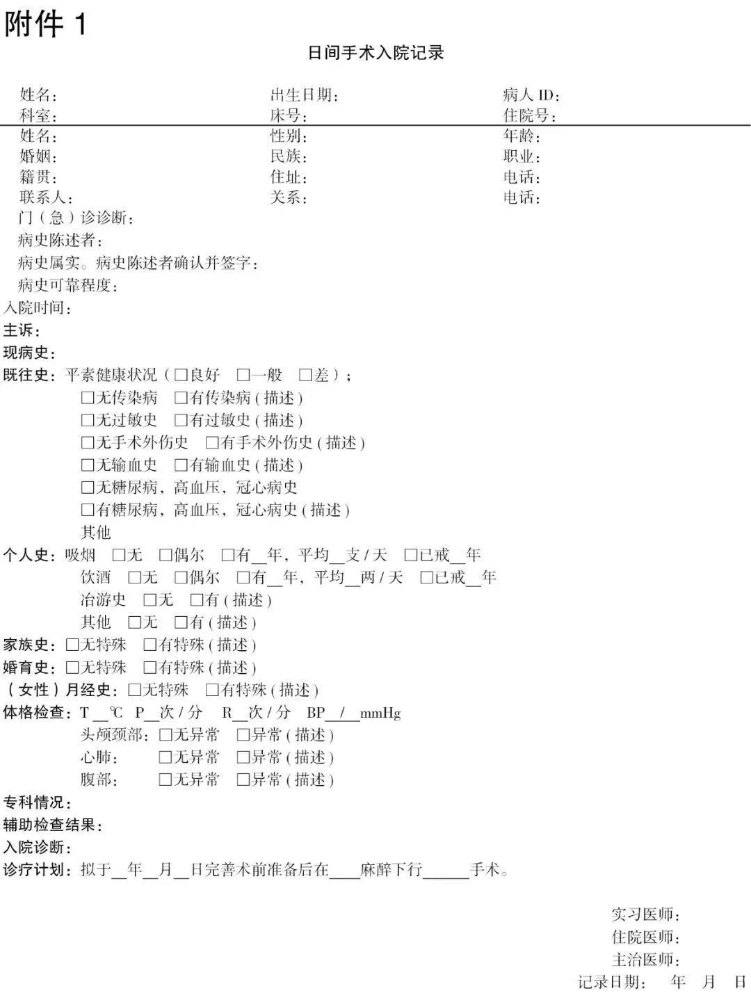 附件 1
日间手术入院记录
姓名： 出生日期： 病人 ID：
科室： 床号： 住院号：
姓名： 性别： 年龄：
婚姻： 民族： 职业：
籍贯： 住址： 电话：
联系人： 关系： 电话：
门（急）诊诊断：
病史陈述者：
病史属实。病史陈述者确认并签字：
病史可靠程度：
入院时间：
主诉：
现病史：
既往史：平素健康状况（□良好 □一般 □差）；
□无传染病 □有传染病(描述)
□无过敏史 □有过敏史(描述)
□无手术外伤史 □有手术外伤史(描述)
□无输血史 □有输血史(描述)
□无糖尿病，高血压，冠心病史
□有糖尿病，高血压，冠心病史(描述)
其他
个人史：吸烟 □无 □偶尔 □有__年，平均__支/天 □已戒__年
饮酒 □无 □偶尔 □有__年，平均__两/天 □已戒__年
冶游史 □无 □有(描述)
其他 □无 □有(描述)
家族史：□无特殊 □有特殊(描述)
婚育史：□无特殊 □有特殊(描述)
（女性）月经史：□无特殊 □有特殊(描述)
体格检查：T __℃ P__次/分 R__次/分 BP__/__mmHg
头颅颈部：□无异常 □异常(描述)
心肺： □无异常 □异常(描述)
腹部： □无异常 □异常(描述)
专科情况：
辅助检查结果：
入院诊断：
诊疗计划：拟于__年__月__日完善术前准备后在____麻醉下行______手术。
实习医师：
住院医师：
主治医师：
记录日期： 年 月 日